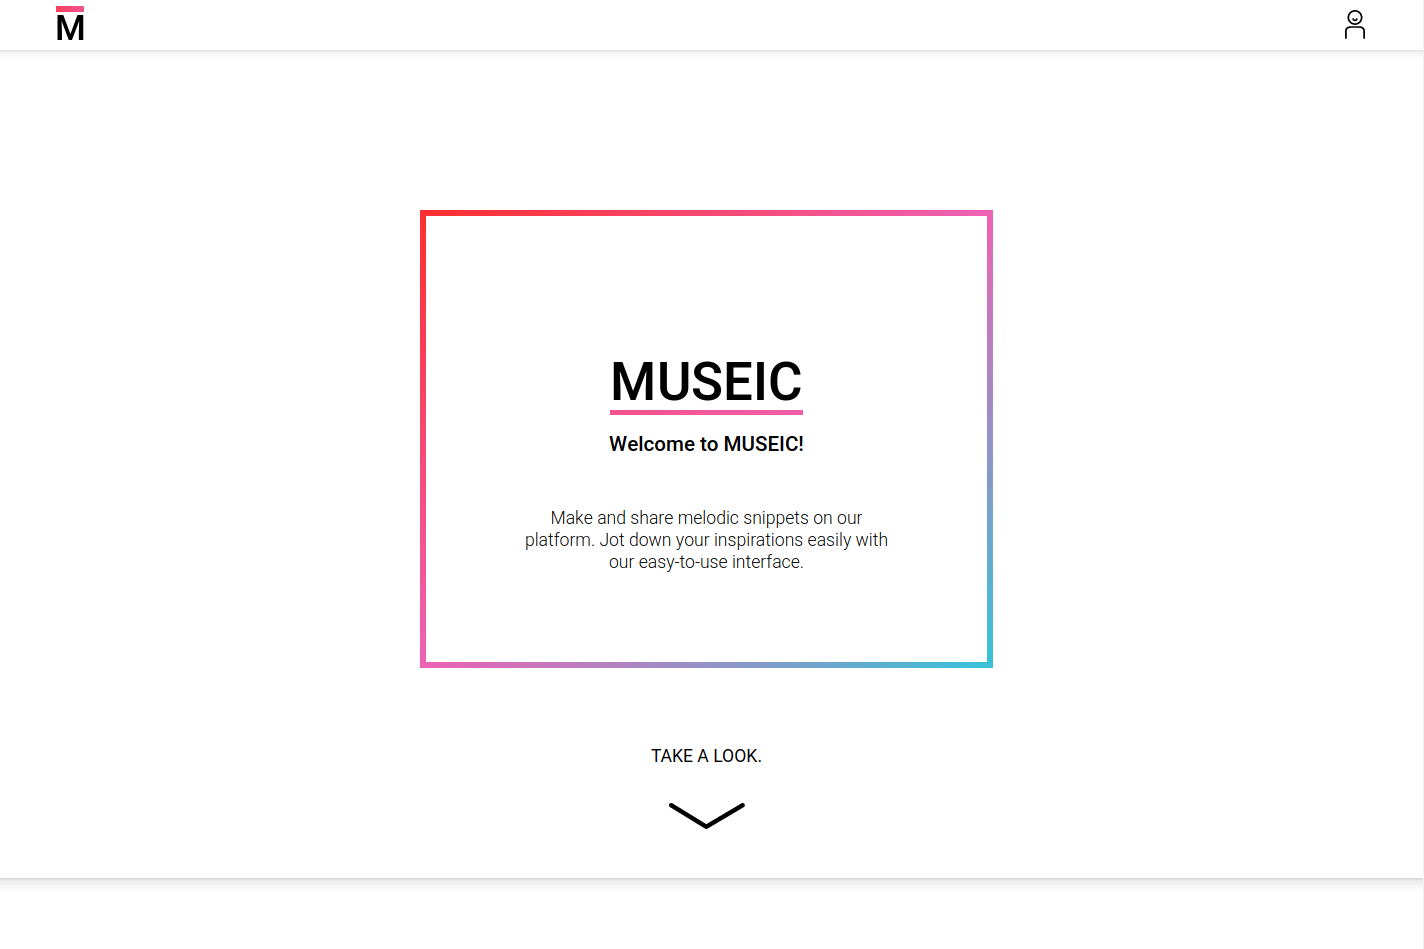 M
MUSEIC
Welcome to MUSEIC!
Make and share melodic snippets on our
platform. Jot down your inspirations easily with
our easy-to-use interface.
TAKE A LOOK.